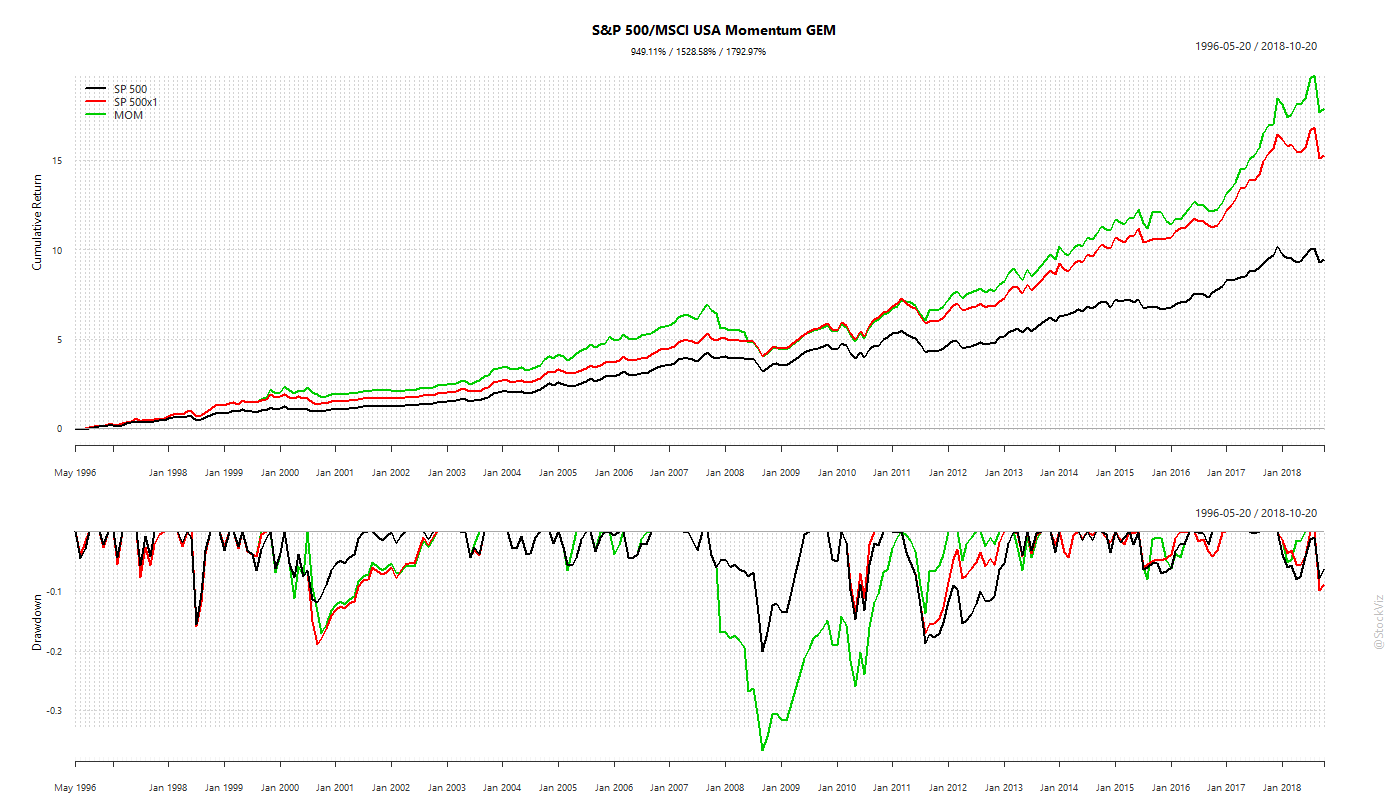 S&P 500/MSCI USA Momentum GEM
949.11% / 1528.58% / 1792.97%
1996-05-20 / 2018-10-20
SP 500
SP 500x1
MOM
Cumulative Return
15
10
5
0
May 1996 Jan 1998 Jan 1999 Jan 2000 Jan 2001 Jan 2002 Jan 2003 Jan 2004 Jan 2005 Jan 2006 Jan 2007 Jan 2008 Jan 2009 Jan 2010 Jan 2011 Jan 2012 Jan 2013 Jan 2014 Jan 2015 Jan 2016 Jan 2017 Jan 2018
1996-05-20 / 2018-10-20
Drawdown
-0.1
-0.2
-0.3
May 1996 Jan 1998 Jan 1999 Jan 2000 Jan 2001 Jan 2002 Jan 2003 Jan 2004 Jan 2005 Jan 2006 Jan 2007 Jan 2008 Jan 2009 Jan 2010 Jan 2011 Jan 2012 Jan 2013 Jan 2014 Jan 2015 Jan 2016 Jan 2017 Jan 2018
@StockViz